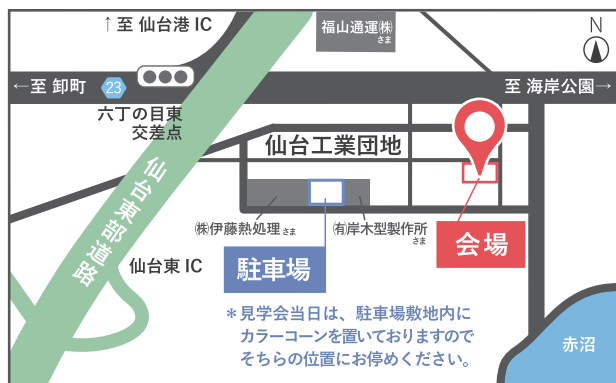 ↑至 仙台港 IC
福山通運㈱
さま
N
←至 卸町
23
至 海岸公園→
六丁の目東
交差点
仙台工業団地
仙台東部道路
㈱伊藤熱処理さま
㈲岸木型製作所
さま
会場
駐車場
仙台東 IC
＊見学会当日は、駐車場敷地内に
カラーコーンを置いておりますので
そちらの位置にお停めください。
赤沼